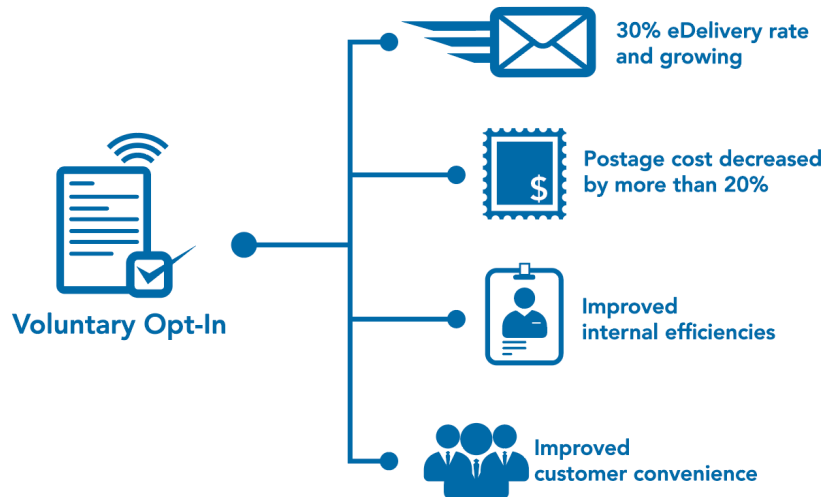 30% eDelivery rate
and growing
$
Postage cost decreased
by more than 20%
Voluntary Opt-In
Improved
internal efficiencies
Improved
customer convenience